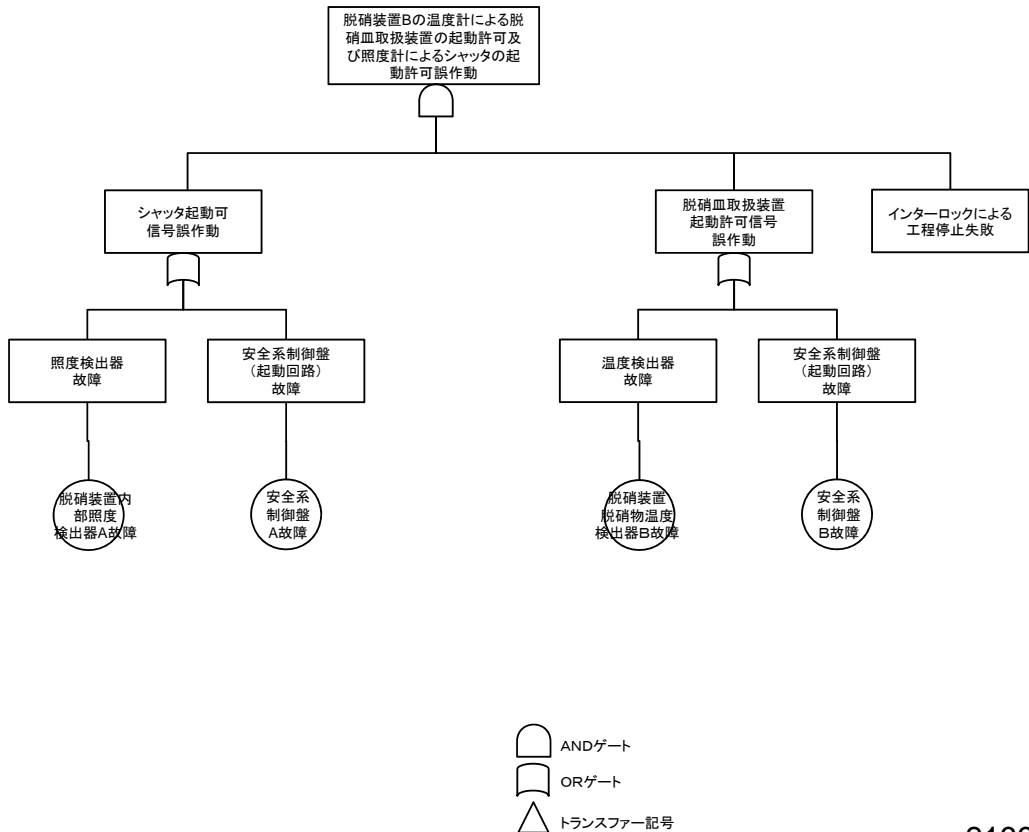 脱硝装置Bの温度計による脱
硝皿取扱装置の起動許可及
び照度計によるシャッタの起
動許可誤作動
シャッタ起動可
信号誤作動
脱硝皿取扱装置
起動許可信号
誤作動
インターロックによる
工程停止失敗
照度検出器
故障
安全系制御盤
(起動回路)
故障
温度検出器
故障
安全系制御盤
(起動回路)
故障
脱硝装置内
部照度
検出器A故障
安全系
制御盤
A故障
脱硝装置
脱硝物温度
検出器B故障
安全系
制御盤
B故障
ANDゲート
ORゲート
トランスファー記号